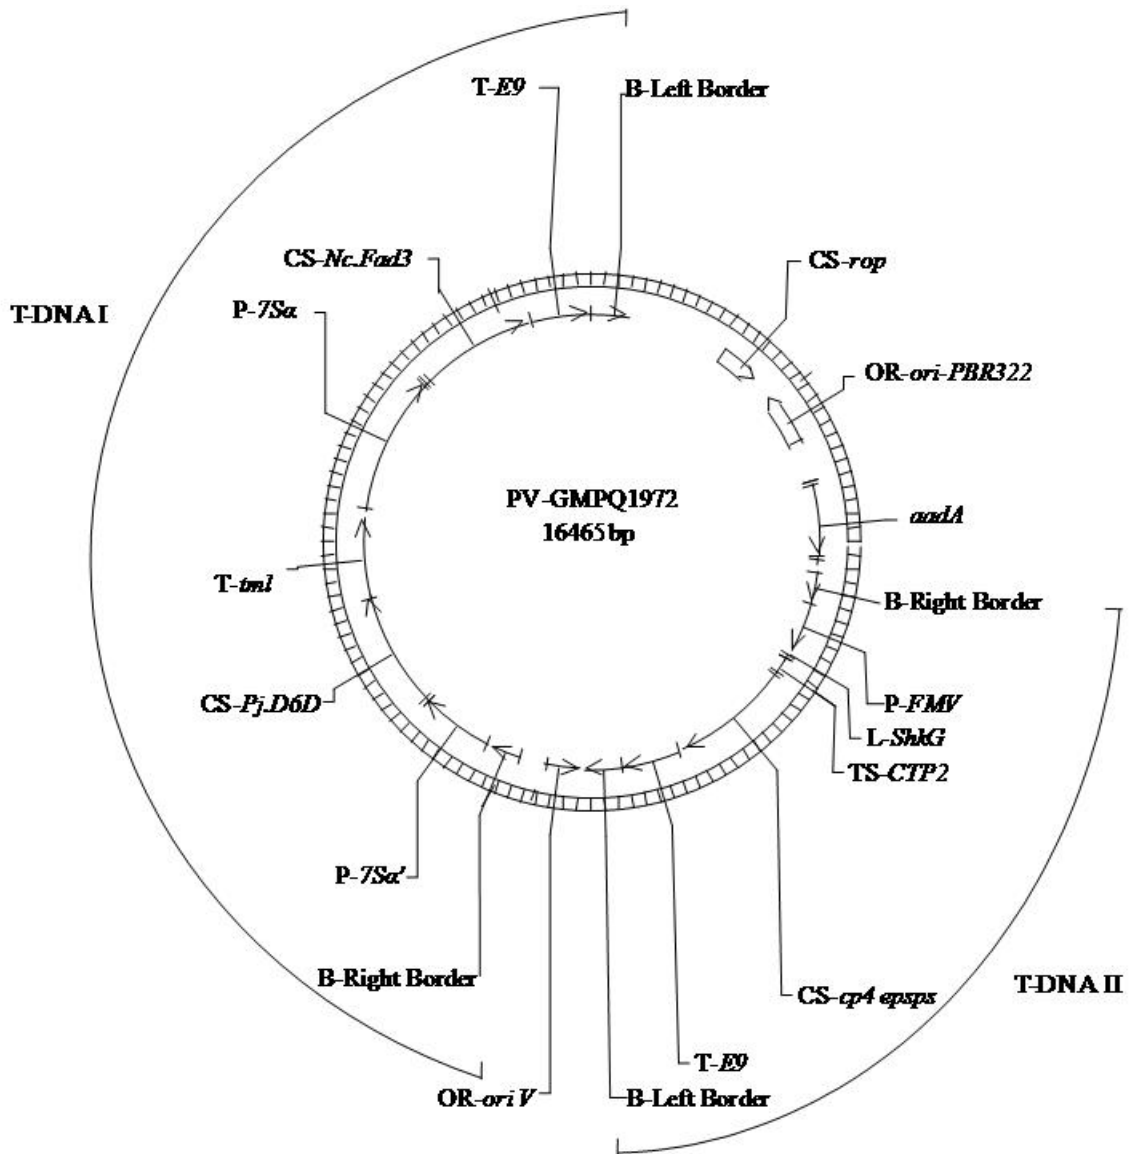 T-E9
B-Left Border
CS-Nc.Fad3
CS-rop
T-DNA I
P-7Sα
OR-ori-PBR322
PV-GMPQ1972
16465 bp
aadA
T-tml
B-Right Border
CS-Pj.D6D
P-FMV
L-ShkG
TS-CTP2
P-7Sα'
B-Right Border
CS-cp4 epsps
T-DNA II
T-E9
OR-ori V
B-Left Border